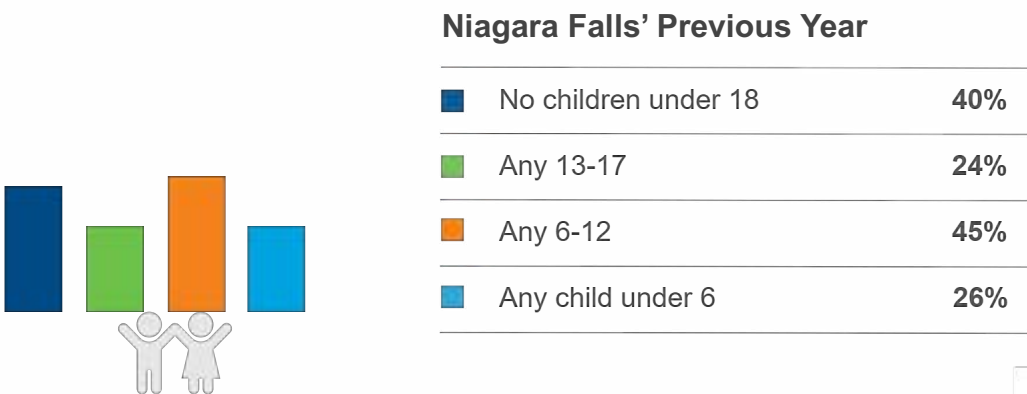 Niagara Falls’ Previous Year
No children under 18 40%
Any 13-17 24%
Any 6-12 45%
Any child under 6 26%